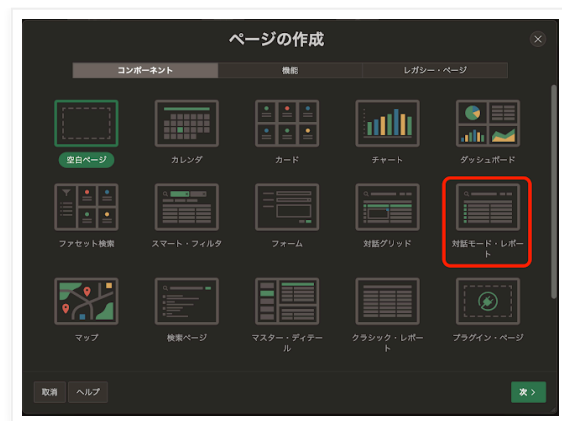 ページの作成
コンポーネント 機能 レガシー・ページ
空白ページ カレンダ カード チャート ダッシュボード
ファセット検索 スマート・フィルタ フォーム 対話グリッド 対話モード・レポー
ト
マップ 検索ページ マスター・ディテー クラシック・レポー プラグイン・ページ
ル ト
取消 ヘルプ 次 >